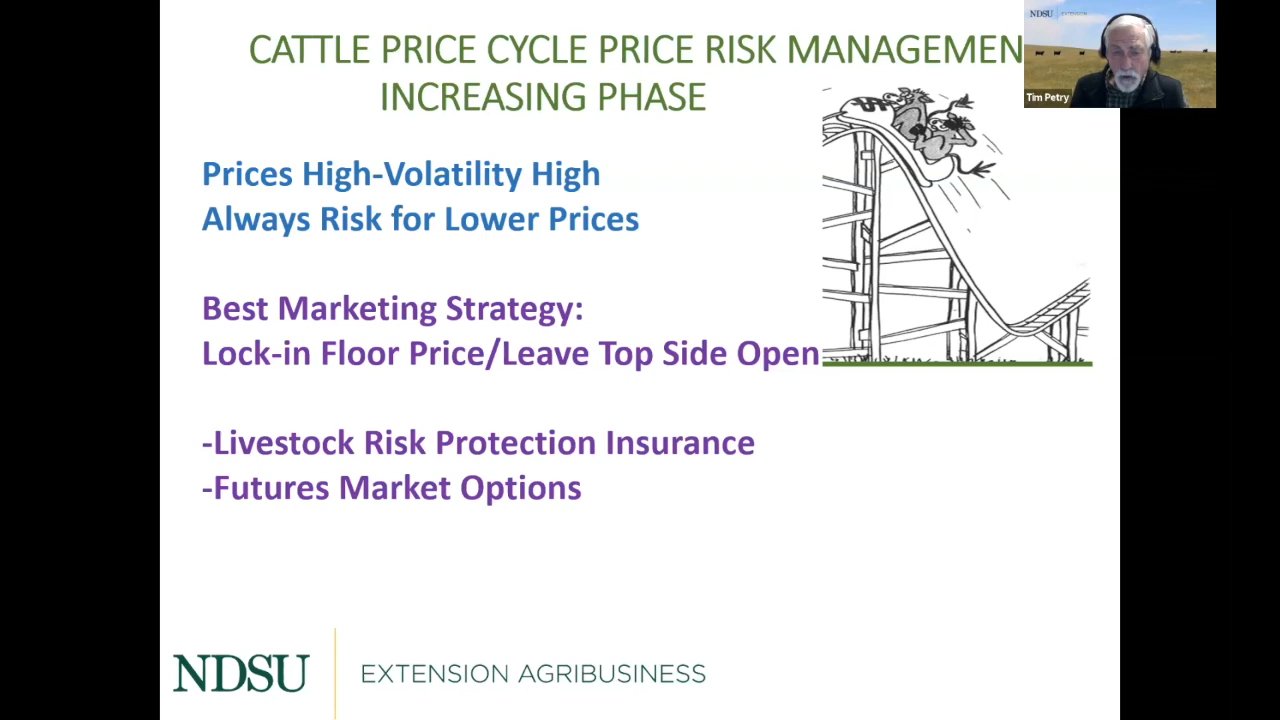 CATTLE PRICE CYCLE PRICE RISK MANAGEMEN
INCREASING PHASE
NDSU EXTENSION
Tim Petry
Prices High-Volatility High
Always Risk for Lower Prices
Best Marketing Strategy:
Lock-in Floor Price/Leave Top Side Open
-Livestock Risk Protection Insurance
-Futures Market Options
NDSU EXTENSION AGRIBUSINESS